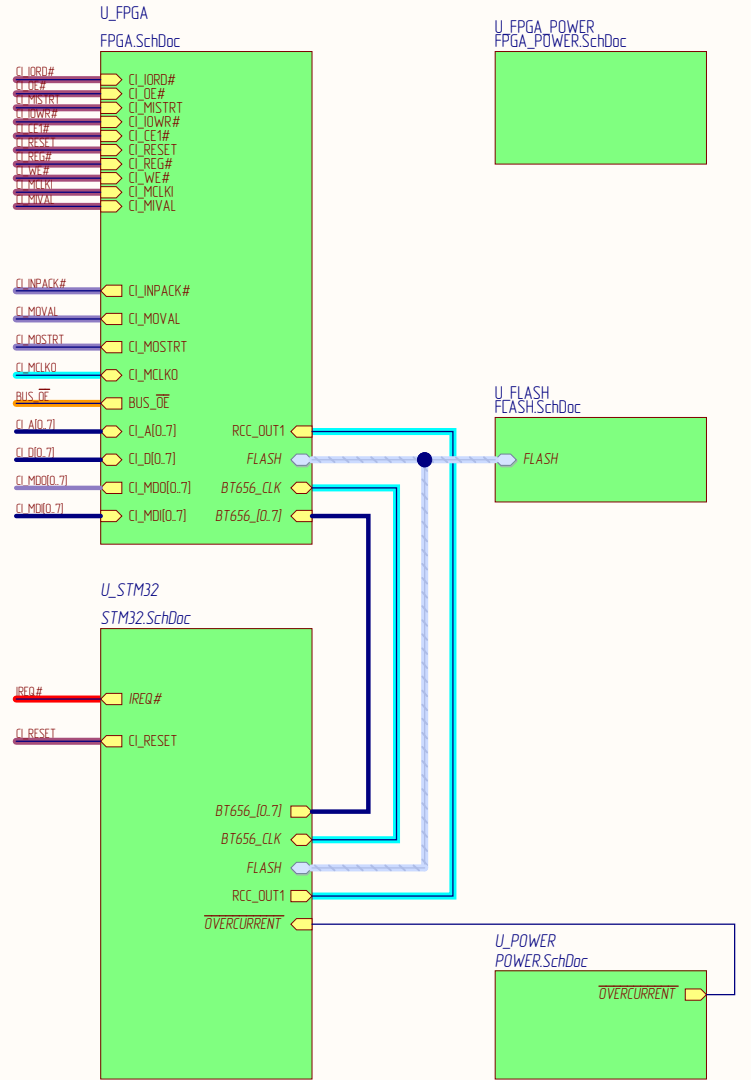 U_FPGA
FPGA.SchDoc
CI_IORD# CI_IORD#
CI_OE# CI_OE#
CI_MISTRT CI_MISTRT
CI_IOWR# CI_IOWR#
CI_CE1# CI_CE1#
CI_RESET CI_RESET
CI_REG# CI_REG#
CI_WE# CI_WE#
CI_MCLKI CI_MCLKI
CI_MIVAL CI_MIVAL
CI_INPACK# CI_INPACK#
CI_MOVAL CI_MOVAL
CI_MOSTRT CI_MOSTRT
CI_MCLKO CI_MCLKO
BUS_OE BUS_OE
CI_A[0..7] CI_A[0..7] RCC_OUT1
CI_D[0..7] CI_D[0..7] FLASH
CI_MDO[0..7] CI_MDO[0..7] BT656_CLK
CI_MDI[0..7] CI_MDI[0..7] BT656_[0..7]
U_FPGA_POWER
FPGA_POWER.SchDoc
U_FLASH
FLASH.SchDoc
FLASH
U_STM32
STM32.SchDoc
IREQ# IREQ#
CI_RESET CI_RESET
BT656_[0..7]
BT656_CLK
FLASH
RCC_OUT1
OVERCURRENT
U_POWER
POWER.SchDoc
OVERCURRENT